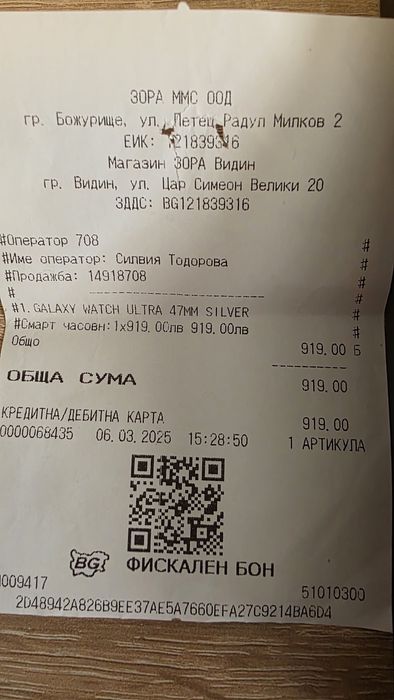 ЗОРА ММС ООД
гр. Божурище, ул. Летец Радул Милков 2
ЕИК: 121839316
Магазин ЗОРА Видин
гр. Видин, ул. Цар Симеон Велики 20
ЗДДС: BG121839316
#Оператор 708 #
#Име оператор: Силвия Тодорова #
#Продажба: 14918708 #
# -------------------- #
#1. GALAXY WATCH ULTRA 47MM SILVER #
#Смарт часовн:1x919.00лв 919.00лв #
Общо 919.00 Б
----------
ОБЩА СУМА 919.00
КРЕДИТНА/ДЕБИТНА КАРТА 919.00
0000068435 06.03.2025 15:28:50 1 АРТИКУЛА
BG ФИСКАЛЕН БОН
009417 51010300
2D48942A826B9EE37AE5A7660EFA27C9214BA6D4